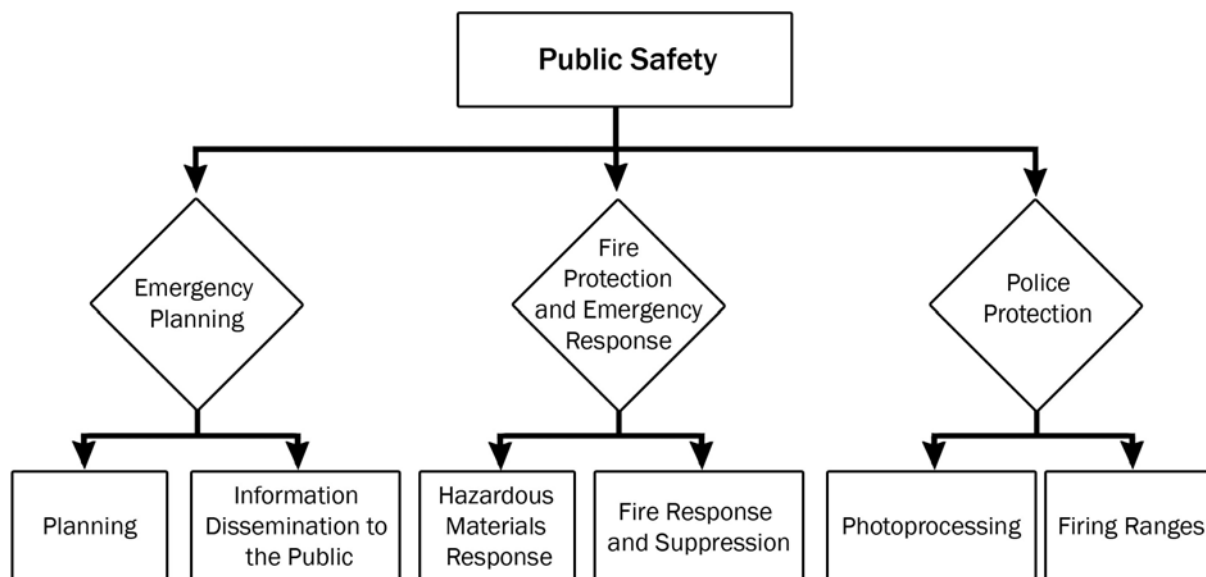 Public Safety
Emergency
Planning
Fire
Protection
and Emergency
Response
Police
Protection
Planning
Information
Dissemination to
the Public
Hazardous
Materials
Response
Fire Response
and Suppression
Photoprocessing
Firing Ranges